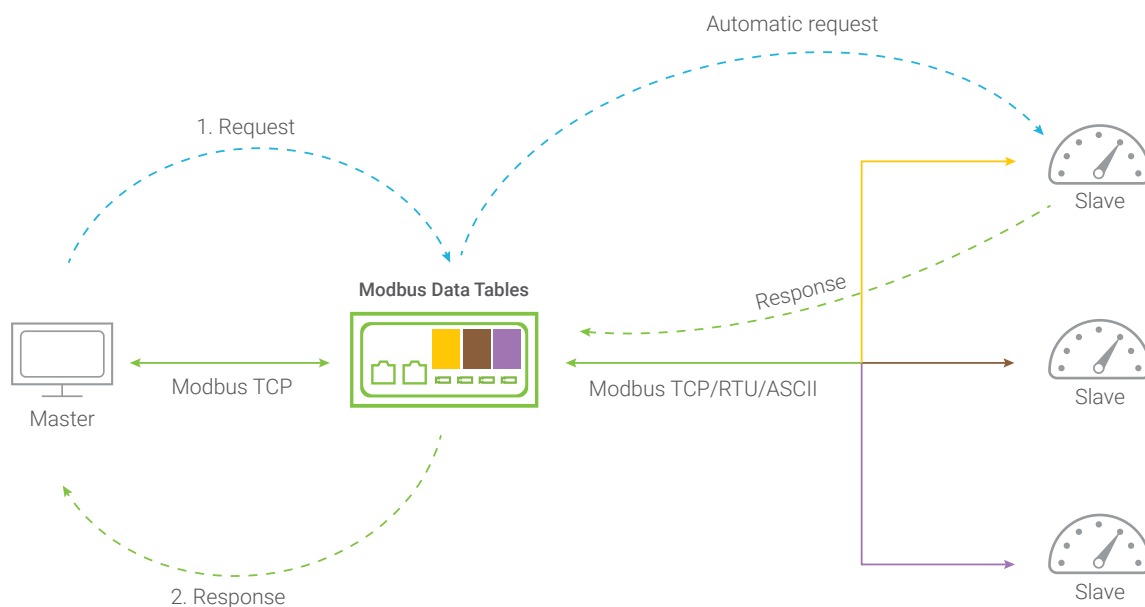 Automatic request
1. Request
Slave
Response
Modbus Data Tables
Modbus TCP
Modbus TCP/RTU/ASCII
Master
Slave
2. Response
Slave